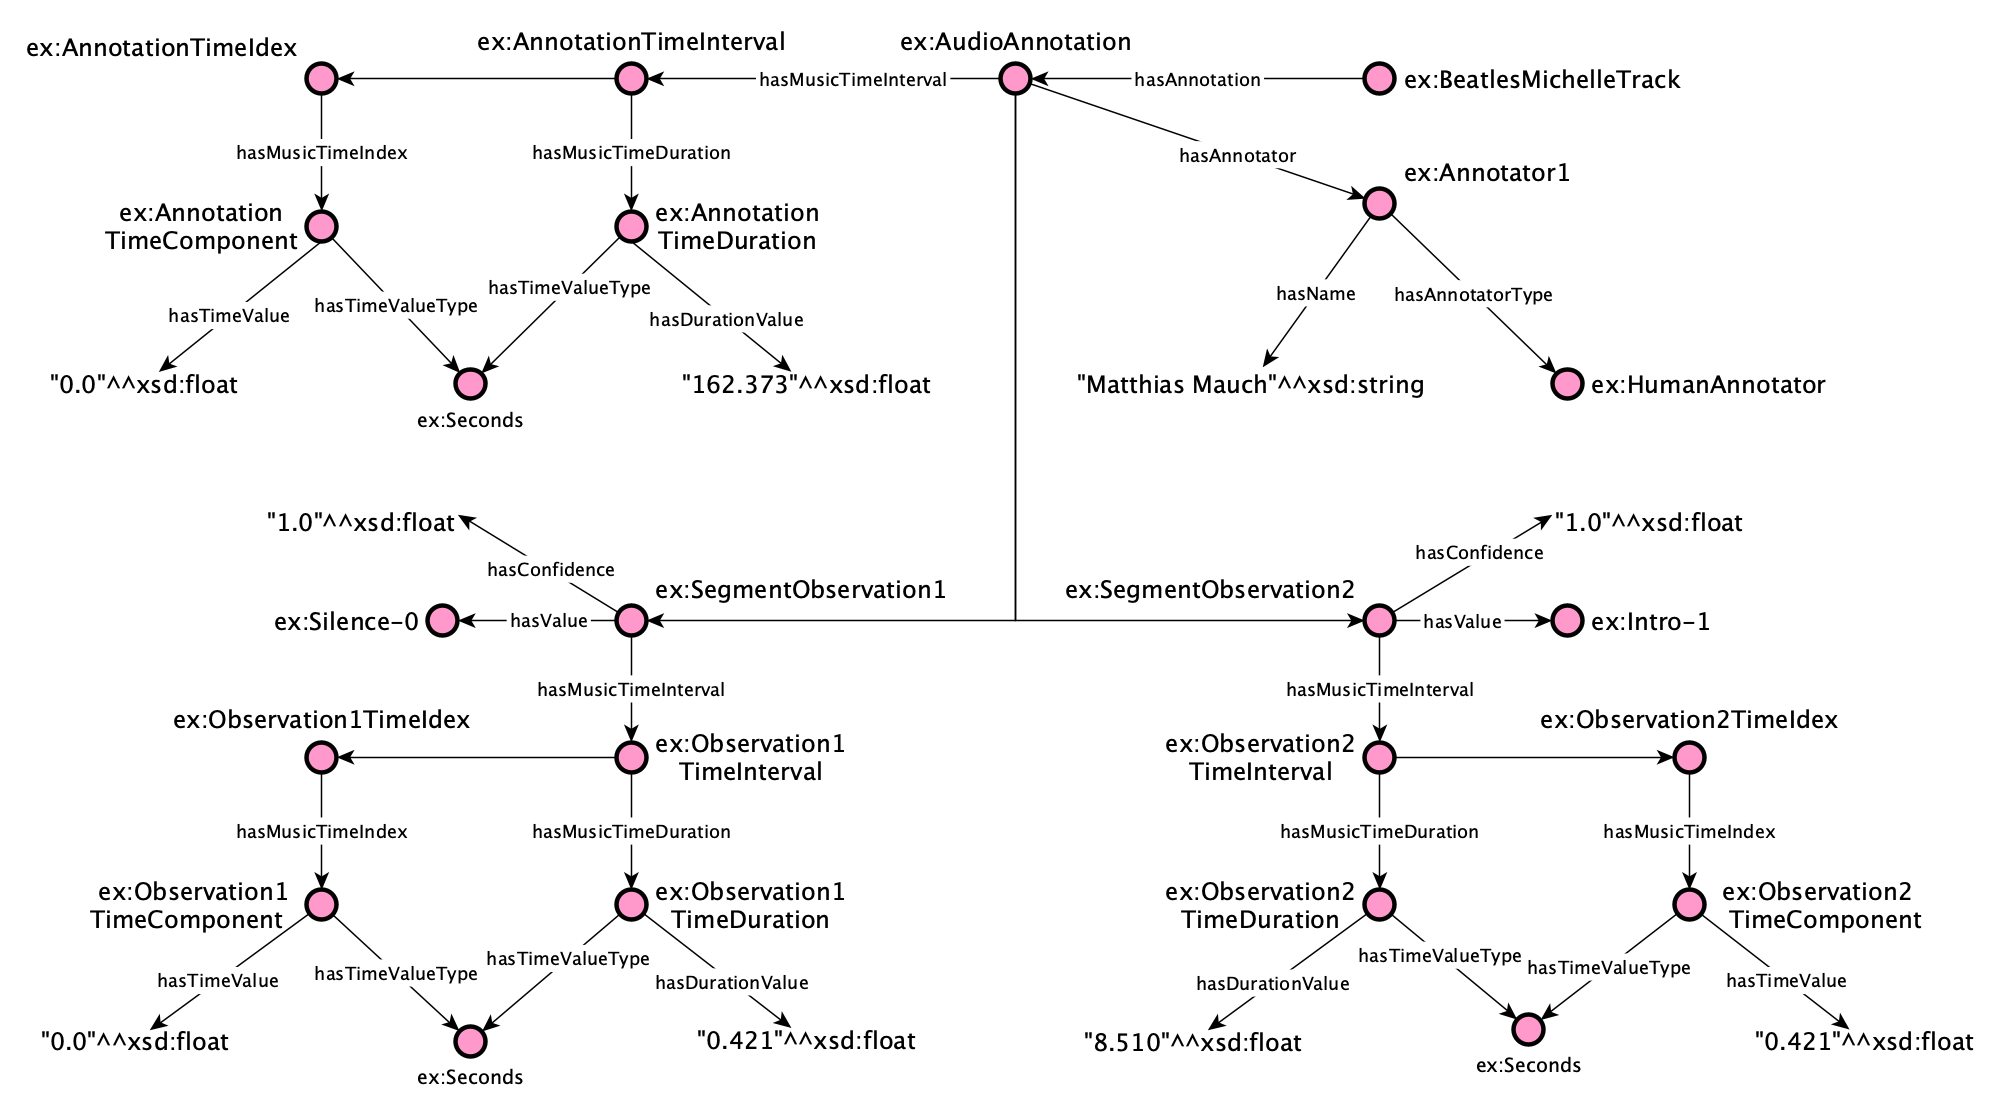 ex:AnnotationTimeIdex
ex:AnnotationTimeInterval
ex:AudioAnnotation
hasMusicTimeInterval
hasAnnotation
ex:BeatlesMichelleTrack
hasMusicTimeIndex
hasMusicTimeDuration
hasAnnotator
ex:Annotator1
ex:Annotation
TimeComponent
ex:Annotation
TimeDuration
hasTimeValue
hasTimeValueType
hasTimeValueType
hasDurationValue
hasName
hasAnnotatorType
"0.0"^^xsd:float
ex:Seconds
"162.373"^^xsd:float
"Matthias Mauch"^^xsd:string
ex:HumanAnnotator
"1.0"^^xsd:float
hasConfidence
ex:SegmentObservation1
ex:Silence-0
hasValue
"1.0"^^xsd:float
hasConfidence
ex:SegmentObservation2
hasValue
ex:Intro-1
hasMusicTimeInterval
hasMusicTimeInterval
ex:Observation1TimeIdex
ex:Observation1
TimeInterval
ex:Observation2
TimeInterval
ex:Observation2TimeIdex
hasMusicTimeIndex
hasMusicTimeDuration
hasMusicTimeDuration
hasMusicTimeIndex
ex:Observation1
TimeComponent
ex:Observation1
TimeDuration
ex:Observation2
TimeDuration
ex:Observation2
TimeComponent
hasTimeValue
hasTimeValueType
hasTimeValueType
hasDurationValue
hasDurationValue
hasTimeValueType
hasTimeValueType
hasTimeValue
"0.0"^^xsd:float
ex:Seconds
"0.421"^^xsd:float
"8.510"^^xsd:float
ex:Seconds
"0.421"^^xsd:float